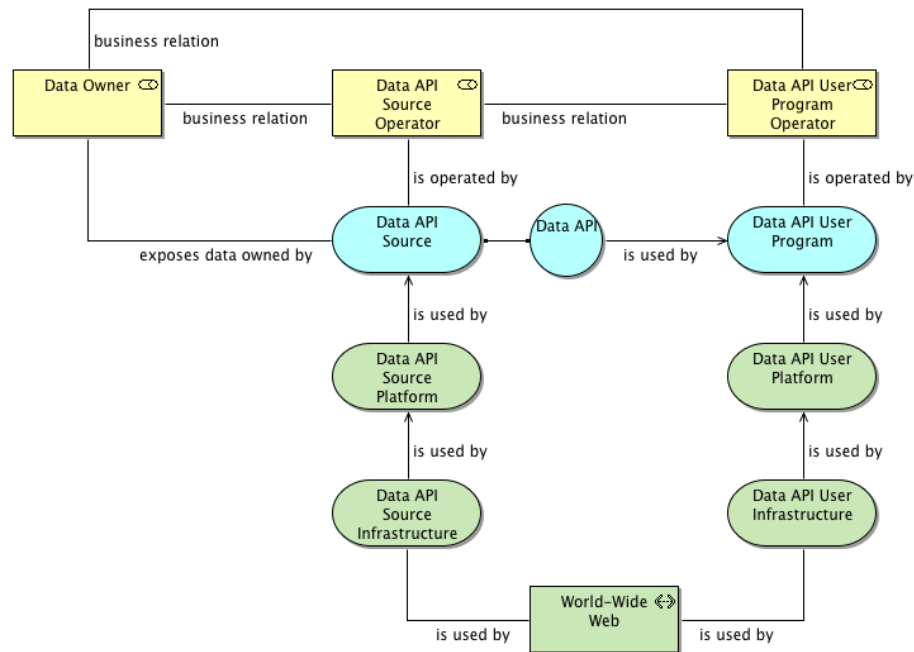 business relation
Data Owner
Data API
Source
Operator
Data API User
Program
Operator
business relation
business relation
is operated by
is operated by
Data API
Source
Data API
Data API User
Program
exposes data owned by
is used by
is used by
is used by
Data API
Source
Platform
Data API User
Platform
is used by
is used by
Data API
Source
Infrastructure
Data API User
Infrastructure
World-Wide
Web
is used by
is used by